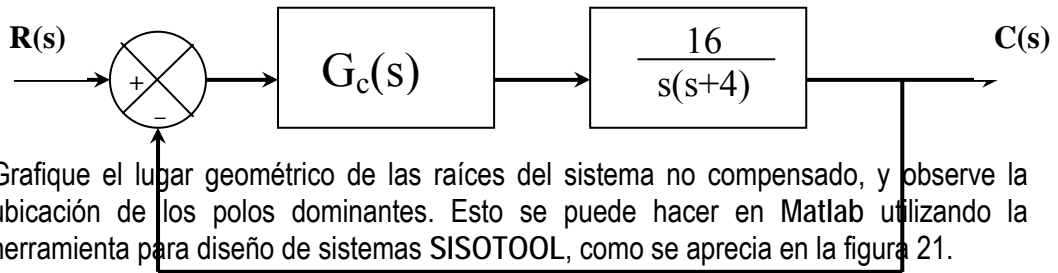 R(s)
C(s)
+
−
G_c(s)
16
s(s+4)
Grafique el lugar geométrico de las raíces del sistema no compensado, y observe la
ubicación de los polos dominantes. Esto se puede hacer en Matlab utilizando la
herramienta para diseño de sistemas SISOTOOL, como se aprecia en la figura 21.